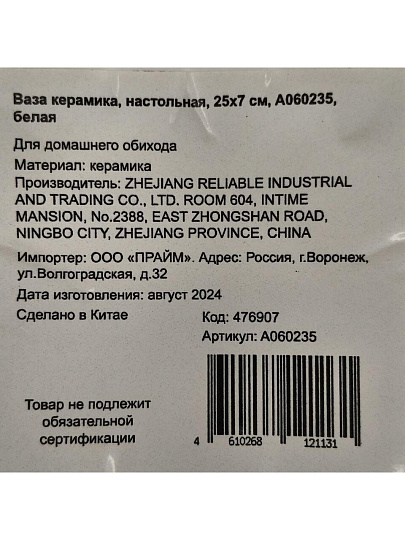 Ваза керамика, настольная, 25х7 см, А060235,
белая
Для домашнего обихода
Материал: керамика
Производитель: ZHEJIANG RELIABLE INDUSTRIAL
AND TRADING CO., LTD. ROOM 604, INTIME
MANSION, No.2388, EAST ZHONGSHAN ROAD,
NINGBO CITY, ZHEJIANG PROVINCE, CHINA
Импортер: ООО «ПРАЙМ». Адрес: Россия, г.Воронеж,
ул.Волгоградская, д.32
Дата изготовления: август 2024
Сделано в Китае
Код: 476907
Артикул: А060235
Товар не подлежит
обязательной
сертификации
4 610268 121131